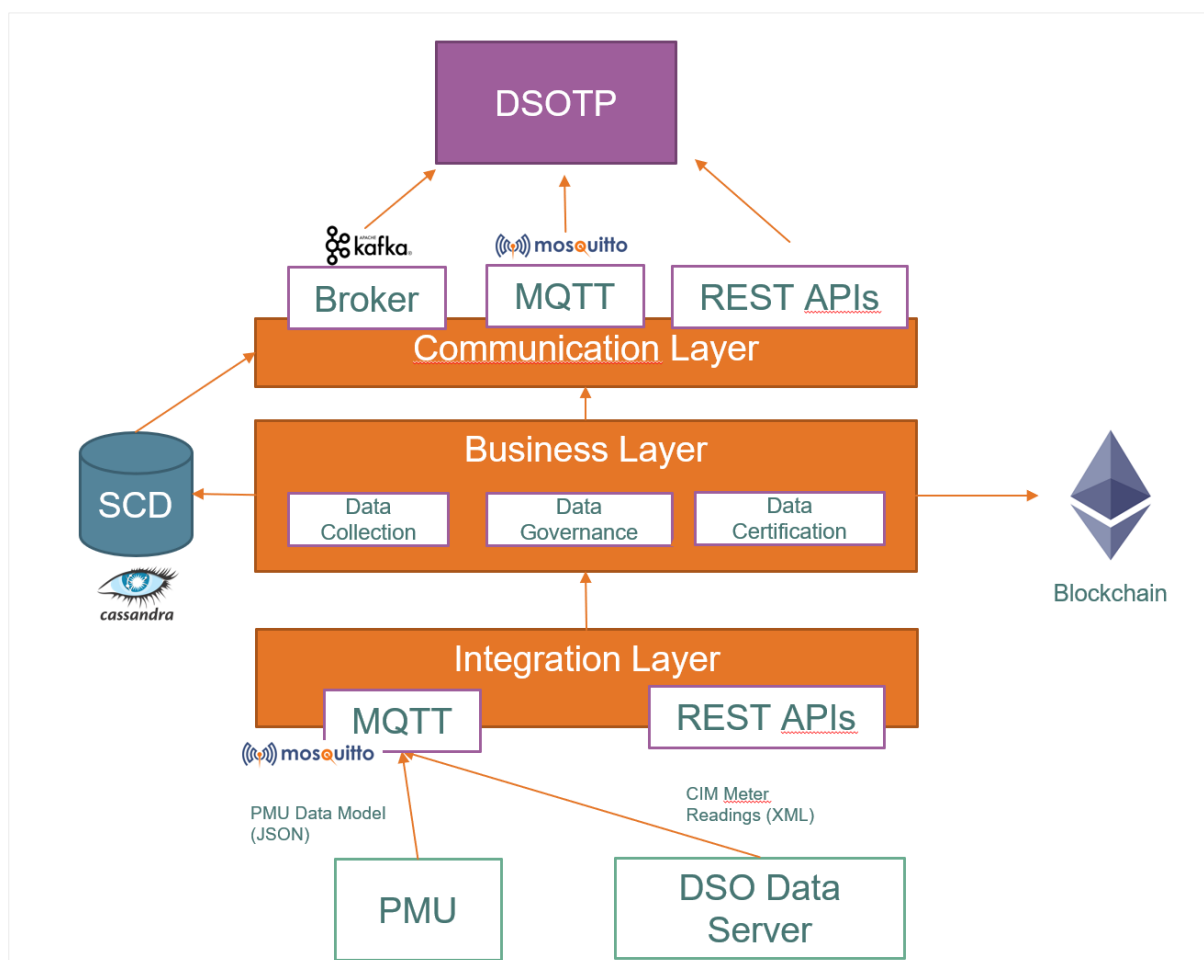 DSOTP
APACHE
kafka
mosquitto
Broker
MQTT
REST APIs
Communication Layer
Business Layer
SCD
Data
Collection
Data
Governance
Data
Certification
cassandra
Blockchain
Integration Layer
MQTT
REST APIs
mosquitto
PMU Data Model
(JSON)
CIM Meter
Readings (XML)
PMU
DSO Data
Server